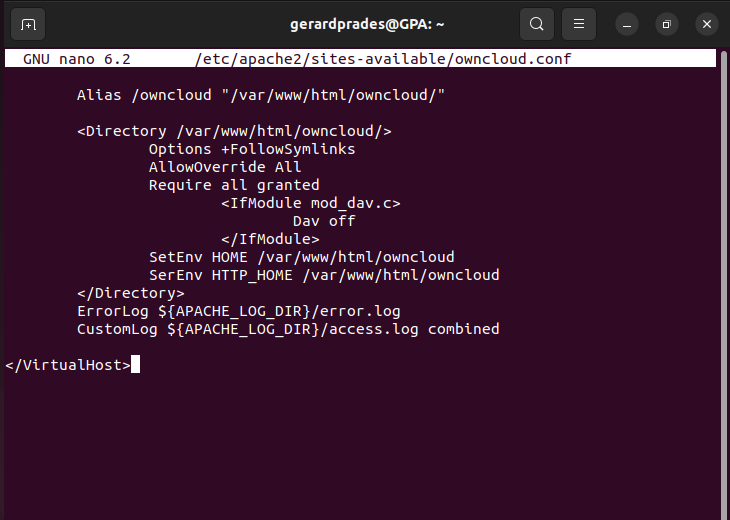 gerardprades@GPA: ~
GNU nano 6.2 /etc/apache2/sites-available/owncloud.conf
Alias /owncloud "/var/www/html/owncloud/"
<Directory /var/www/html/owncloud/>
Options +FollowSymlinks
AllowOverride All
Require all granted
<IfModule mod_dav.c>
Dav off
</IfModule>
SetEnv HOME /var/www/html/owncloud
SerEnv HTTP_HOME /var/www/html/owncloud
</Directory>
ErrorLog ${APACHE_LOG_DIR}/error.log
CustomLog ${APACHE_LOG_DIR}/access.log combined
</VirtualHost>